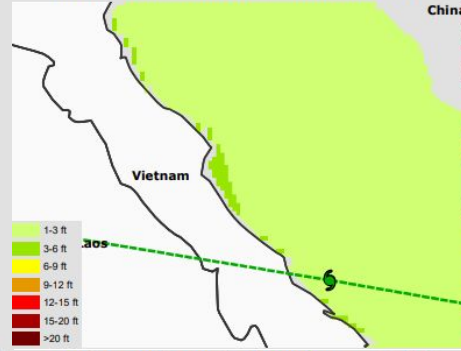 China
Vietnam
aos
1-3 ft
3-6 ft
6-9 ft
9-12 ft
12-15 ft
15-20 ft
>20 ft